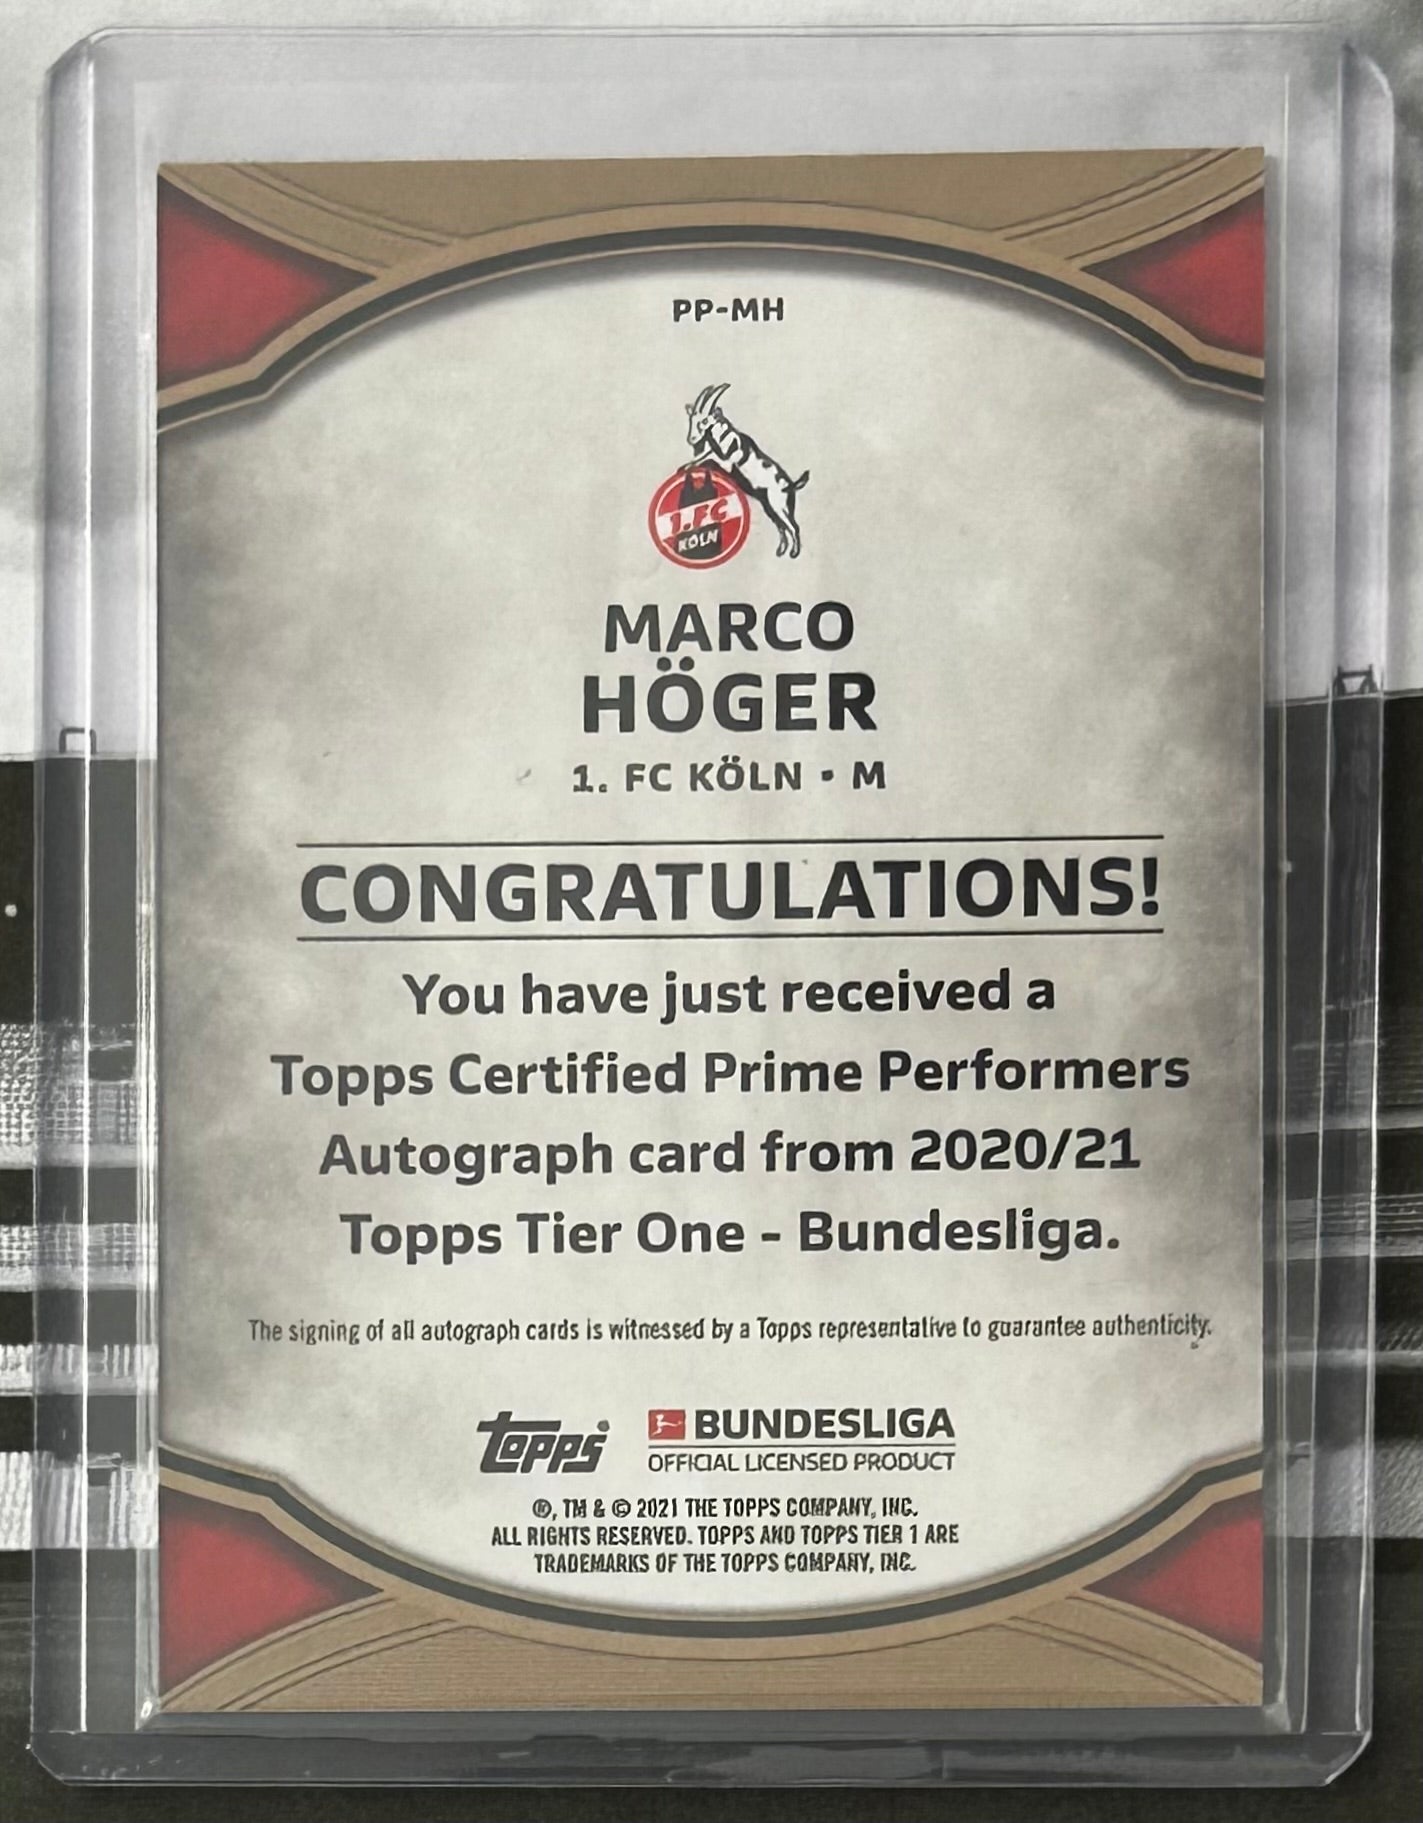 PP-MH
1. FC
KÖLN
MARCO
HÖGER
1. FC KÖLN • M
CONGRATULATIONS!
You have just received a
Topps Certified Prime Performers
Autograph card from 2020/21
Topps Tier One - Bundesliga.
The signing of all autograph cards is witnessed by a Topps representative to guarantee authenticity.
topps
BUNDESLIGA
OFFICIAL LICENSED PRODUCT
®, TM & © 2021 THE TOPPS COMPANY, INC.
ALL RIGHTS RESERVED. TOPPS AND TOPPS TIER 1 ARE
TRADEMARKS OF THE TOPPS COMPANY, INC.